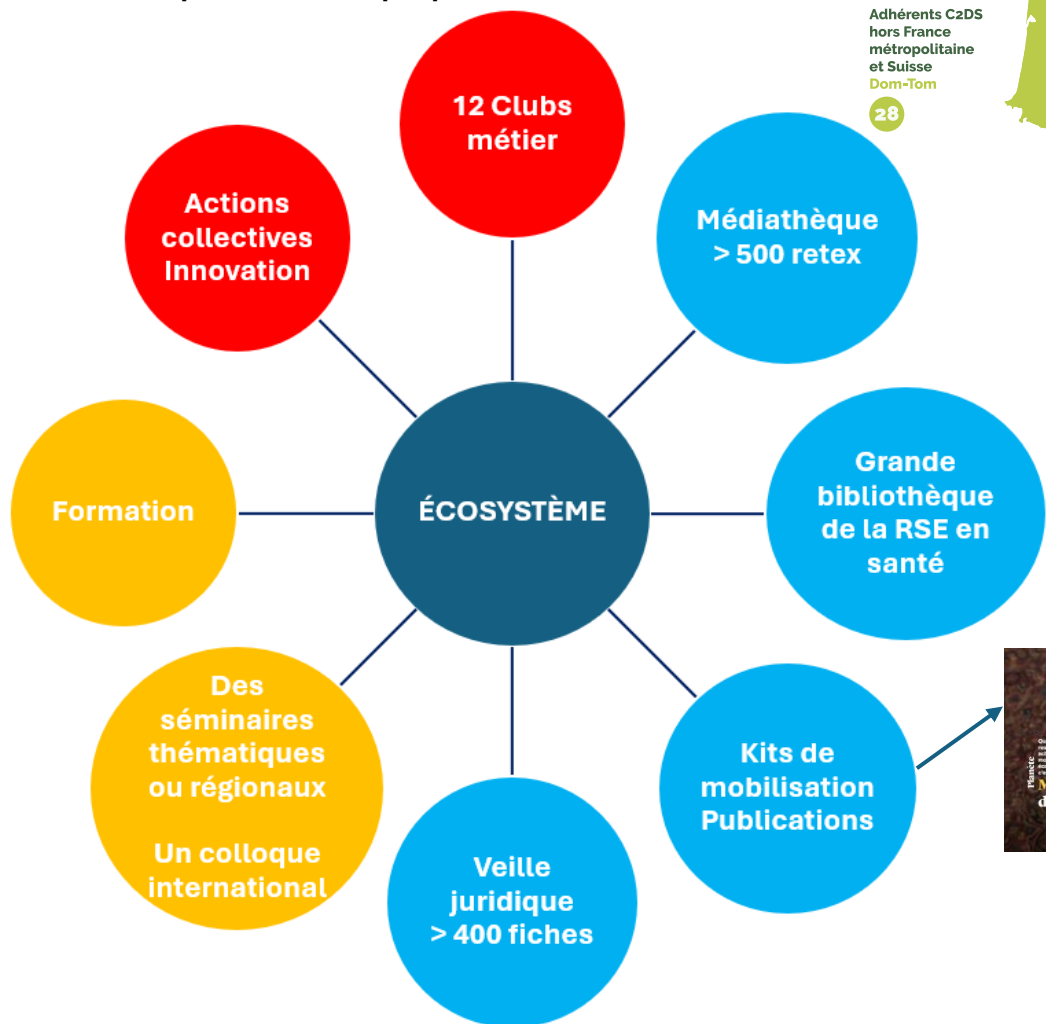 Adhérents C2DS
hors France
métropolitaine
et Suisse
Dom-Tom
28
12 Clubs
métier
Actions
collectives
Innovation
Médiathèque
> 500 retex
Grande
bibliothèque
de la RSE en
santé
Formation
ÉCOSYSTÈME
Des
séminaires
thématiques
ou régionaux
Un colloque
international
Kits de
mobilisation
Publications
Veille
juridique
> 400 fiches
Planète